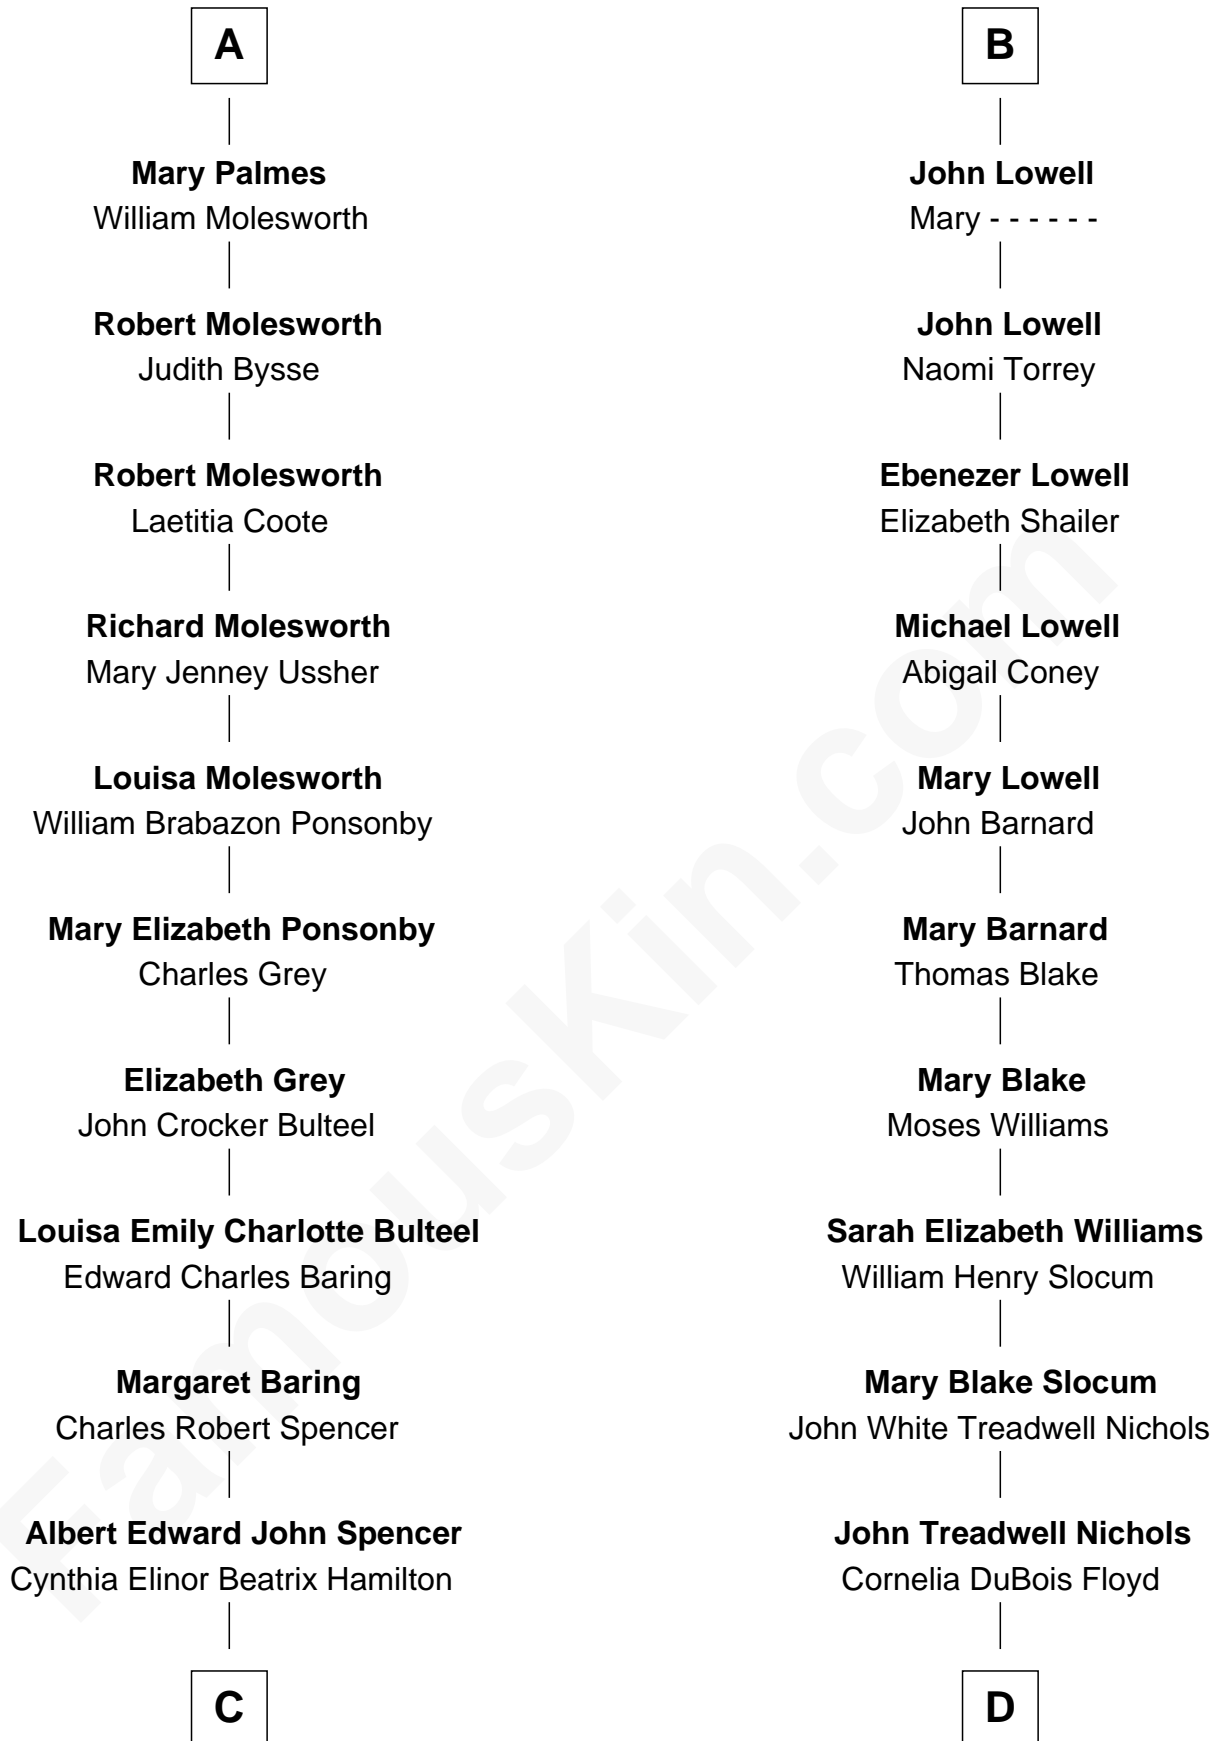 A
Mary Palmes
William Molesworth
Robert Molesworth
Judith Bysse
Robert Molesworth
Laetitia Coote
Richard Molesworth
Mary Jenney Ussher
Louisa Molesworth
William Brabazon Ponsonby
Mary Elizabeth Ponsonby
Charles Grey
Elizabeth Grey
John Crocker Bulteel
Louisa Emily Charlotte Bulteel
Edward Charles Baring
Margaret Baring
Charles Robert Spencer
Albert Edward John Spencer
Cynthia Elinor Beatrix Hamilton
C
B
John Lowell
Mary - - - - - -
John Lowell
Naomi Torrey
Ebenezer Lowell
Elizabeth Shailer
Michael Lowell
Abigail Coney
Mary Lowell
John Barnard
Mary Barnard
Thomas Blake
Mary Blake
Moses Williams
Sarah Elizabeth Williams
William Henry Slocum
Mary Blake Slocum
John White Treadwell Nichols
John Treadwell Nichols
Cornelia DuBois Floyd
D
FamousKin.com